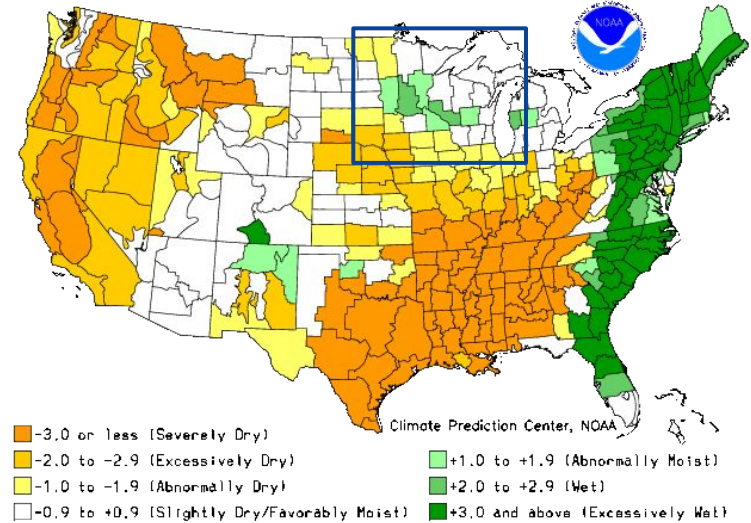 NOAA
Climate Prediction Center, NOAA
-3.0 or less (Severely Dry)
-2.0 to -2.9 (Excessively Dry)
-1.0 to -1.9 (Abnormally Dry)
-0.9 to +0.9 (Slightly Dry/Favorably Moist)
+1.0 to +1.9 (Abnormally Moist)
+2.0 to +2.9 (Wet)
+3.0 and above (Excessively Wet)